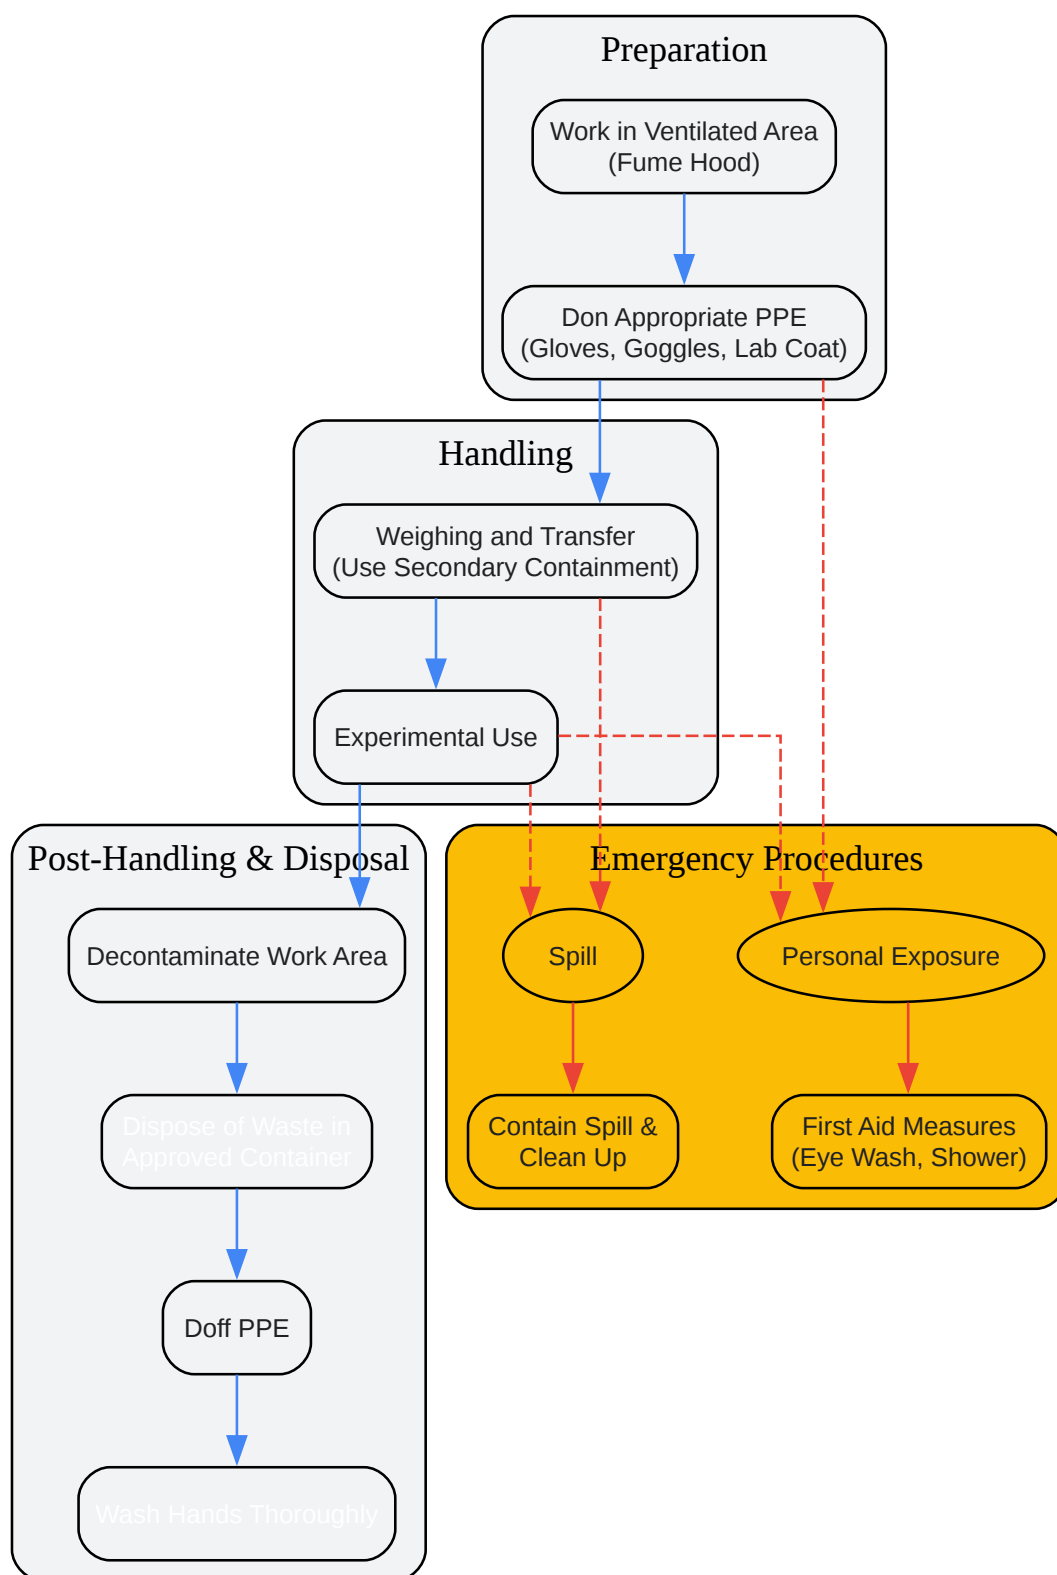 Preparation
Work in Ventilated Area
(Fume Hood)
Don Appropriate PPE
(Gloves, Goggles, Lab Coat)
Handling
Weighing and Transfer
(Use Secondary Containment)
Experimental Use
Post-Handling & Disposal
Decontaminate Work Area
Dispose of Waste in
Approved Container
Doff PPE
Wash Hands Thoroughly
Emergency Procedures
Spill
Personal Exposure
Contain Spill &
Clean Up
First Aid Measures
(Eye Wash, Shower)